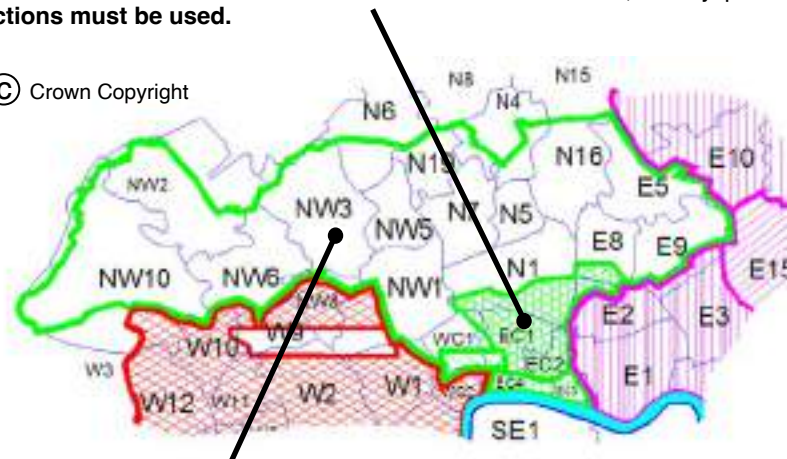 ctions must be used.
© Crown Copyright
N8
N15
N6
N4
N19
N16
E10
NW2
E5
NW3
N7
N5
NW5
E8
E9
NW10
NW6
N1
E15
NW1
W8
E2
E3
W9
WC1
EC1
W10
EC2
W3
E1
W12
W11
W2
W1
EC4
SE1